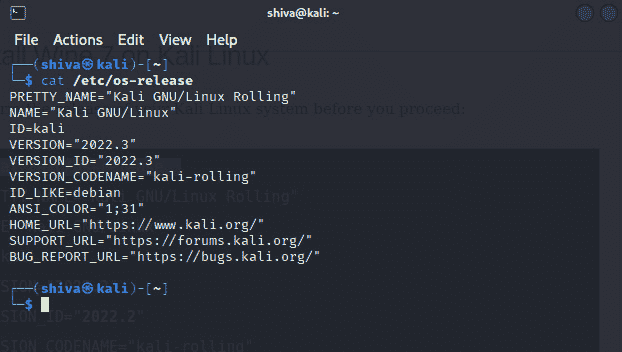 shiva@kali: ~
File Actions Edit View Help
┌──(shiva㉿kali)-[~]
└─$ cat /etc/os-release
PRETTY_NAME="Kali GNU/Linux Rolling"
NAME="Kali GNU/Linux"
ID=kali
VERSION="2022.3"
VERSION_ID="2022.3"
VERSION_CODENAME="kali-rolling"
ID_LIKE=debian
ANSI_COLOR="1;31"
HOME_URL="https://www.kali.org/"
SUPPORT_URL="https://forums.kali.org/"
BUG_REPORT_URL="https://bugs.kali.org/"
┌──(shiva㉿kali)-[~]
└─$